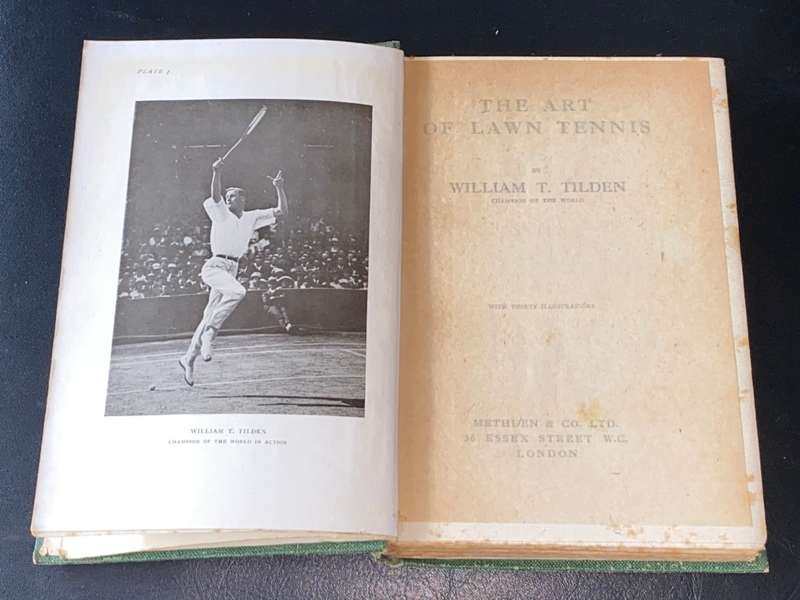 PLATE I
WILLIAM T. TILDEN
CHAMPION OF THE WORLD IN ACTION
THE ART
OF LAWN TENNIS
BY
WILLIAM T. TILDEN
CHAMPION OF THE WORLD
WITH THIRTY ILLUSTRATIONS
METHUEN & CO. LTD.
36 ESSEX STREET W.C.
LONDON